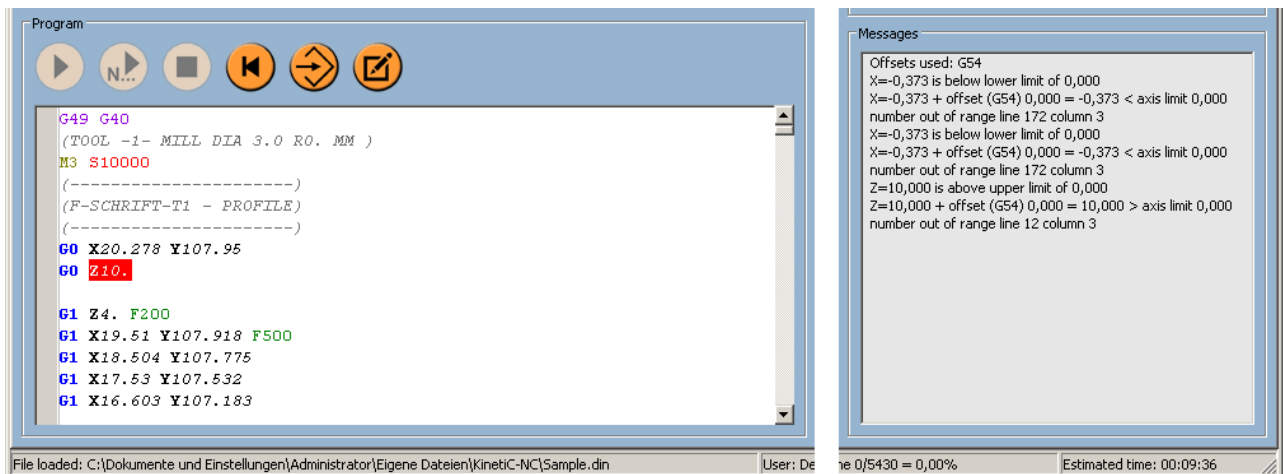 Program
N...
G49 G40
(TOOL -1- MILL DIA 3.0 R0. MM )
M3 S10000
(----------------------)
(F-SCHRIFT-T1 - PROFILE)
(----------------------)
G0 X20.278 Y107.95
G0 Z10.
G1 Z4. F200
G1 X19.51 Y107.918 F500
G1 X18.504 Y107.775
G1 X17.53 Y107.532
G1 X16.603 Y107.183
File loaded: C:\Dokumente und Einstellungen\Administrator\Eigene Dateien\KinetiC-NC\Sample.din
User: De
Messages
Offsets used: G54
X=-0,373 is below lower limit of 0,000
X=-0,373 + offset (G54) 0,000 = -0,373 < axis limit 0,000
number out of range line 172 column 3
X=-0,373 is below lower limit of 0,000
X=-0,373 + offset (G54) 0,000 = -0,373 < axis limit 0,000
number out of range line 172 column 3
Z=10,000 is above upper limit of 0,000
Z=10,000 + offset (G54) 0,000 = 10,000 > axis limit 0,000
number out of range line 12 column 3
ne 0/5430 = 0,00%
Estimated time: 00:09:36